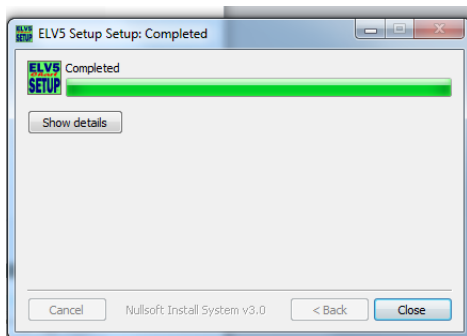 ELV5 Setup Setup: Completed
ELV5
SETUP
Completed
Show details
Cancel
Nullsoft Install System v3.0
< Back
Close